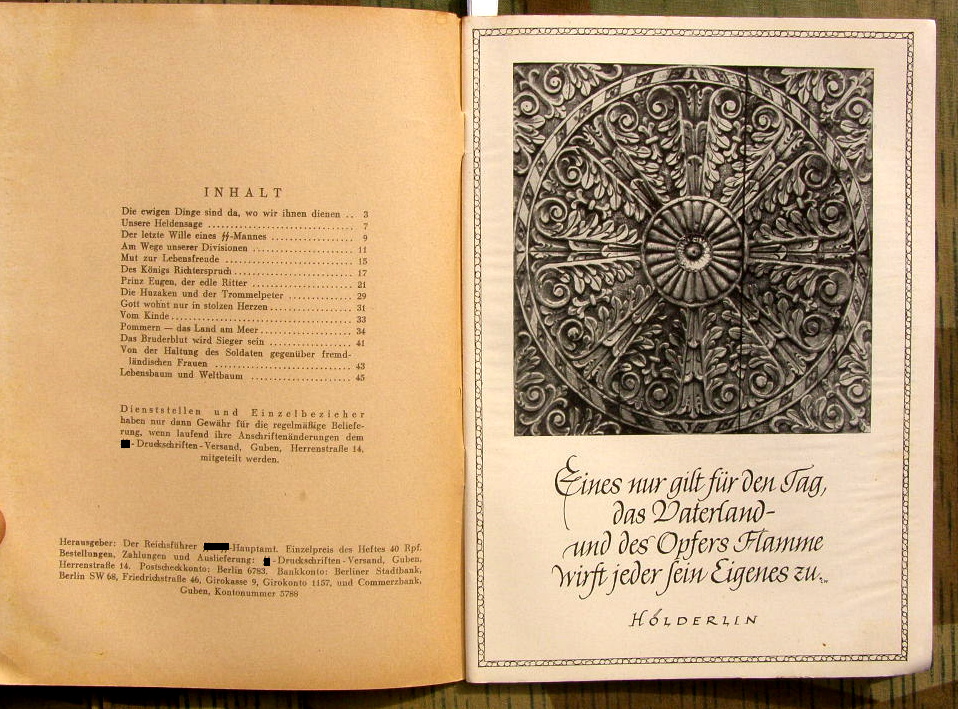 INHALT
Die ewigen Dinge sind da, wo wir ihnen dienen .. 3
Unsere Heldensage ........................ 7
Der letzte Wille eines ϟϟ-Mannes ................ 9
Am Wege unserer Divisionen ................... 11
Mut zur Lebensfreude ........................ 15
Des Königs Richterspruch ...................... 17
Prinz Eugen, der edle Ritter .................... 21
Die Huzaken und der Trommelpeter ............. 29
Gott wohnt nur in stolzen Herzen ................ 31
Vom Kinde ................................. 33
Pommern — das Land am Meer .................. 34
Das Bruderblut wird Sieger sein ................. 41
Von der Haltung des Soldaten gegenüber fremd-
ländischen Frauen .......................... 43
Lebensbaum und Weltbaum .................... 45
Dienststellen und Einzelbezieher
haben nur dann Gewähr für die regelmäßige Beliefe-
rung, wenn laufend ihre Anschriftenänderungen dem
-Druckschriften-Versand, Guben, Herrenstraße 14,
mitgeteilt werden.
Herausgeber: Der Reichsführer -Hauptamt. Einzelpreis des Heftes 40 Rpf.
Bestellungen, Zahlungen und Auslieferung: -Druckschriften-Versand, Guben,
Herrenstraße 14. Postscheckkonto: Berlin 6783. Bankkonto: Berliner Stadtbank,
Berlin SW 68, Friedrichstraße 46, Girokasse 9, Girokonto 1157, und Commerzbank,
Guben, Kontonummer 5788
Eines nur gilt für den Tag,
das Vaterland-
und des Opfers Flamme
wirft jeder sein Eigenes zu...
HÖLDERLIN